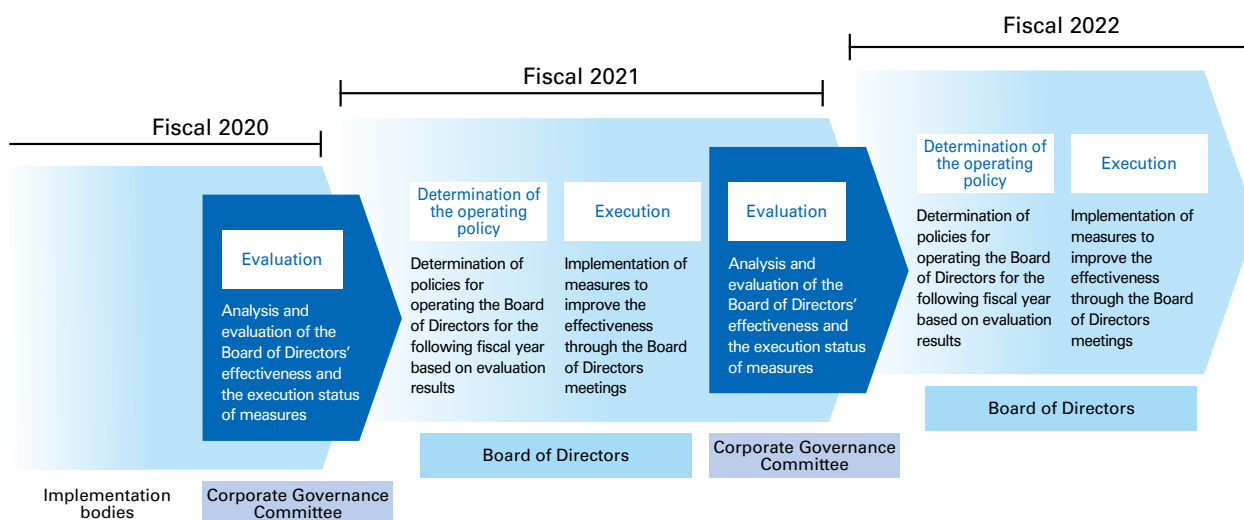 Fiscal 2020
Evaluation
Analysis and
evaluation of the
Board of Directors'
effectiveness and
the execution status
of measures
Implementation
bodies
Corporate Governance
Committee
Fiscal 2021
Determination of
the operating
policy
Determination of
policies for
operating the Board
of Directors for the
following fiscal year
based on evaluation
results
Execution
Implementation of
measures to
improve the
effectiveness
through the Board
of Directors
meetings
Board of Directors
Evaluation
Analysis and
evaluation of the
Board of Directors'
effectiveness and
the execution status
of measures
Corporate Governance
Committee
Fiscal 2022
Determination of
the operating
policy
Determination of
policies for
operating the Board
of Directors for the
following fiscal year
based on evaluation
results
Execution
Implementation of
measures to
improve the
effectiveness
through the Board
of Directors
meetings
Board of Directors